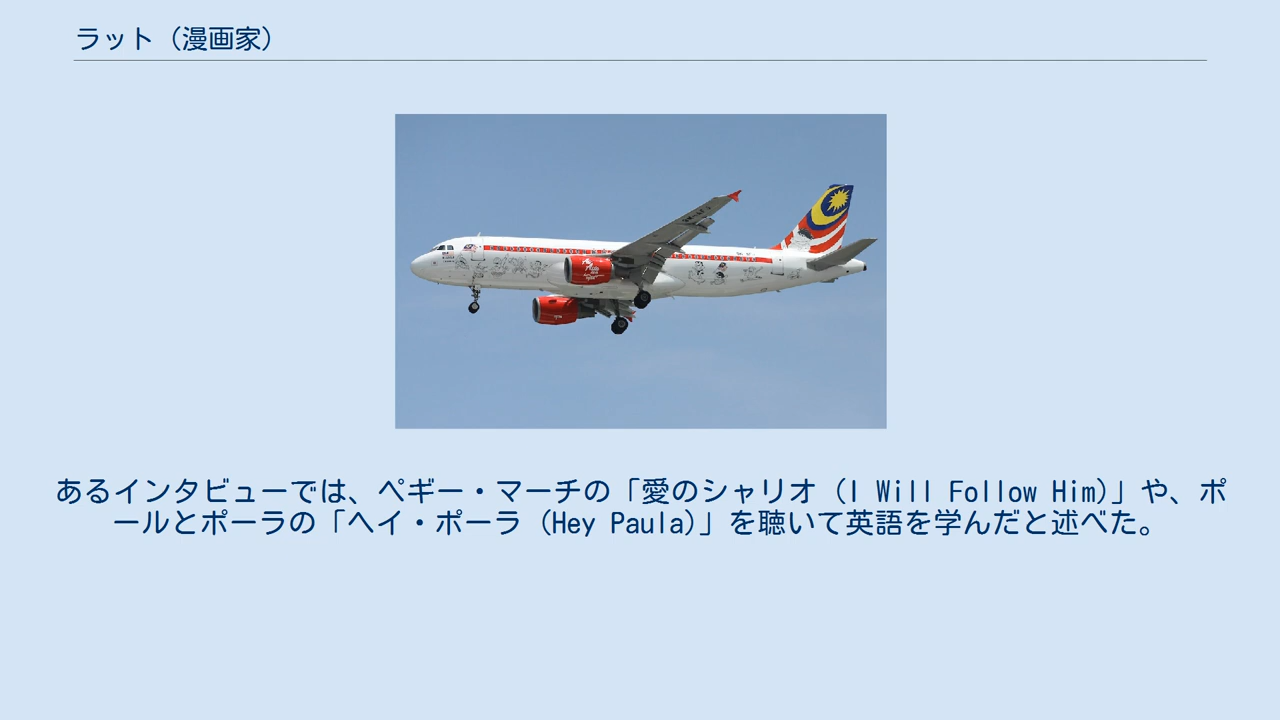 ラット（漫画家）
あるインタビューでは、ペギー・マーチの「愛のシャリオ（I Will Follow Him）」や、ポ
ールとポーラの「ヘイ・ポーラ（Hey Paula）」を聴いて英語を学んだと述べた。